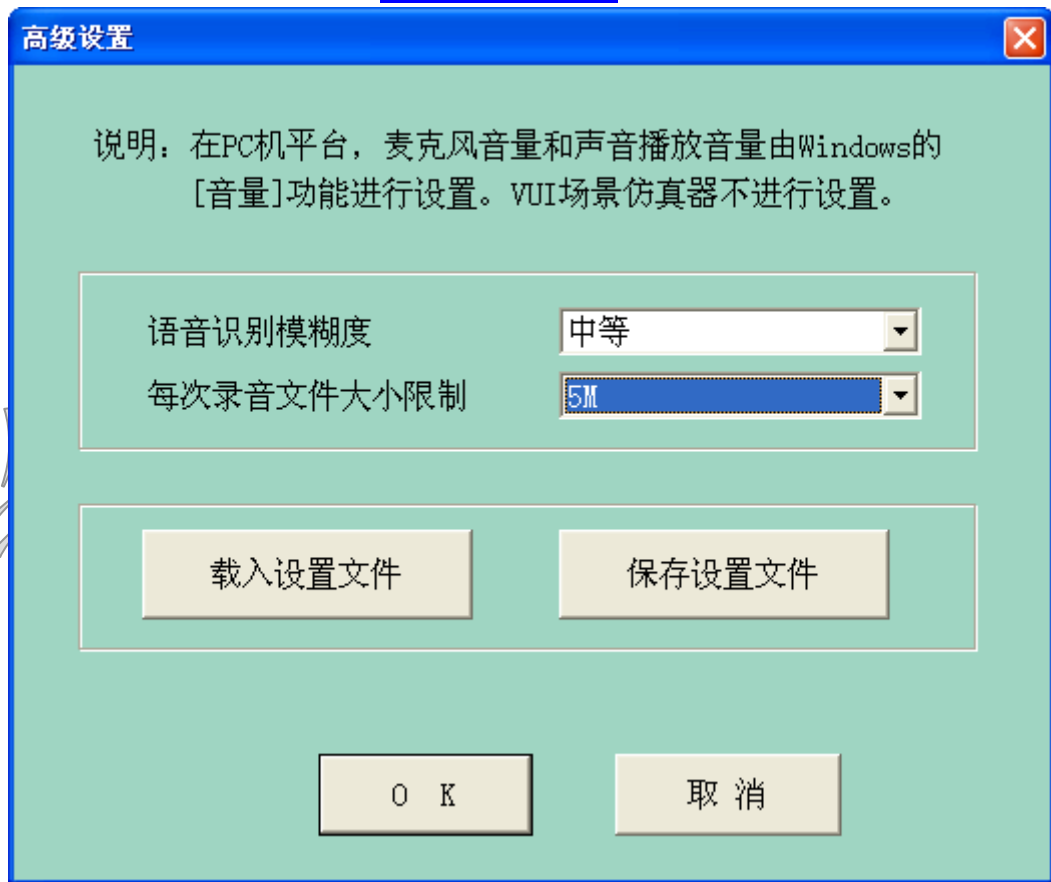 高级设置
说明：在PC机平台，麦克风音量和声音播放音量由Windows的
[音量]功能进行设置。VUI场景仿真器不进行设置。
语音识别模糊度
中等
每次录音文件大小限制
5M
载入设置文件
保存设置文件
O K
取 消